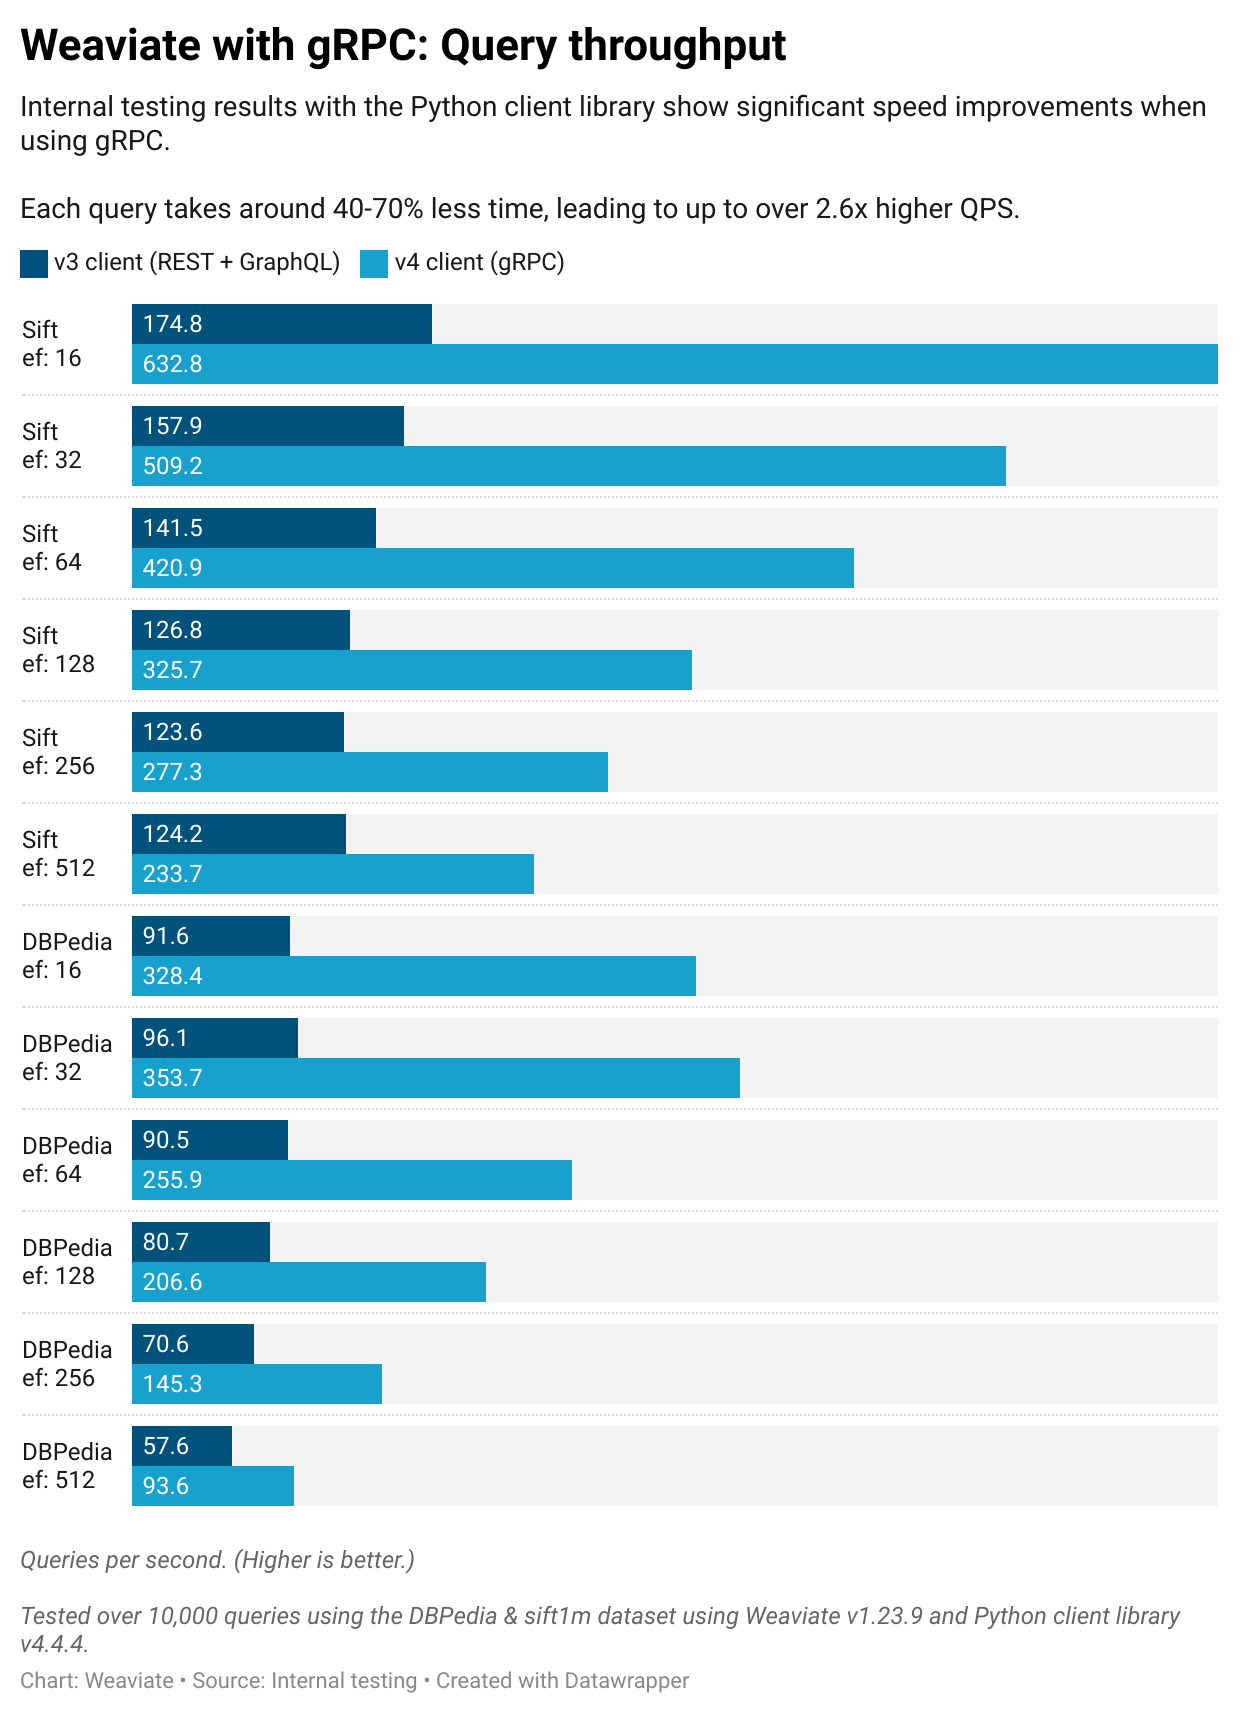 Weaviate with gRPC: Query throughput
Internal testing results with the Python client library show significant speed improvements when
using gRPC.
Each query takes around 40-70% less time, leading to up to over 2.6x higher QPS.
v3 client (REST + GraphQL) v4 client (gRPC)
Sift
ef: 16
174.8
632.8
Sift
ef: 32
157.9
509.2
Sift
ef: 64
141.5
420.9
Sift
ef: 128
126.8
325.7
Sift
ef: 256
123.6
277.3
Sift
ef: 512
124.2
233.7
DBPedia
ef: 16
91.6
328.4
DBPedia
ef: 32
96.1
353.7
DBPedia
ef: 64
90.5
255.9
DBPedia
ef: 128
80.7
206.6
DBPedia
ef: 256
70.6
145.3
DBPedia
ef: 512
57.6
93.6
Queries per second. (Higher is better.)
Tested over 10,000 queries using the DBPedia & sift1m dataset using Weaviate v1.23.9 and Python client library
v4.4.4.
Chart: Weaviate • Source: Internal testing • Created with Datawrapper